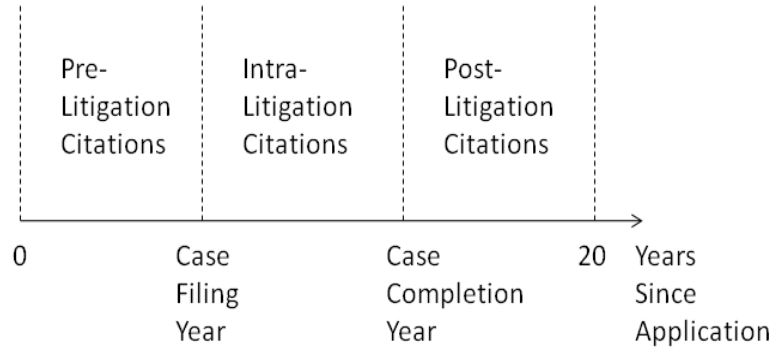 Pre-
Litigation
Citations
Intra-
Litigation
Citations
Post-
Litigation
Citations
0
Case
Filing
Year
Case
Completion
Year
20
Years
Since
Application